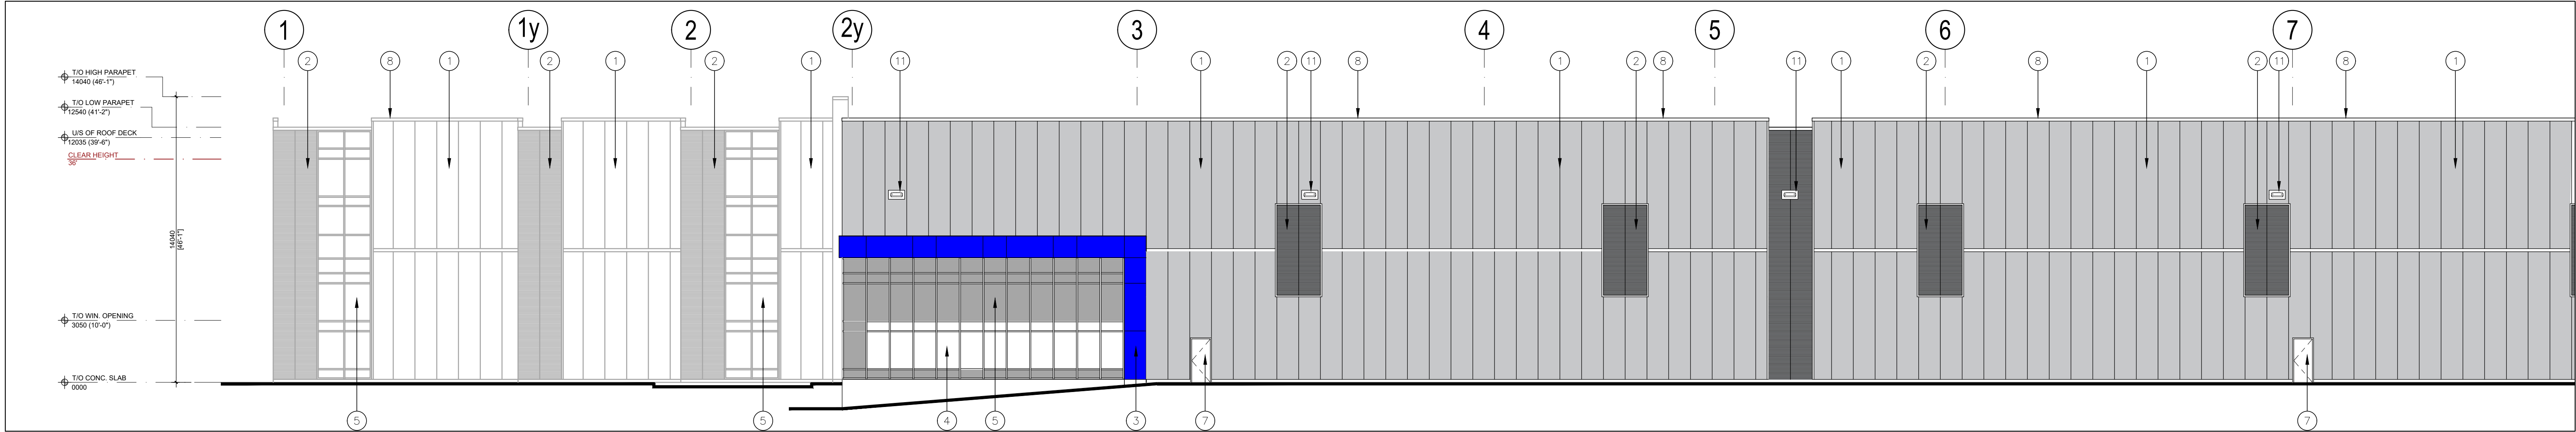 1 1y 2 2y 3 4 5 6 7
2 8 1 2 1 2 1 11 1 2 11 8 1 2 8 11 1 2 8 1 2 11 8 1
T/O HIGH PARAPET
14040 (46'-1")
T/O LOW PARAPET
12540 (41'-2")
U/S OF ROOF DECK
12035 (39'-6")
CLEAR HEIGHT
36'
14040
[46'-1"]
T/O WIN. OPENING
3050 (10'-0")
T/O CONC. SLAB
0000
5 5 4 5 3 7 7